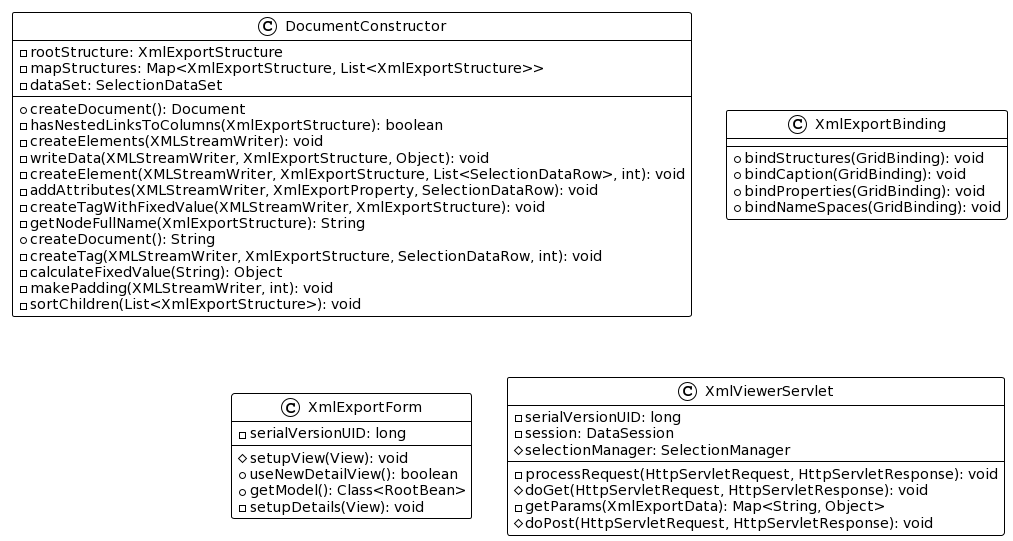 C DocumentConstructor
rootStructure: XmlExportStructure
mapStructures: Map<XmlExportStructure, List<XmlExportStructure>>
dataSet: SelectionDataSet
createDocument(): Document
hasNestedLinksToColumns(XmlExportStructure): boolean
createElements(XMLStreamWriter): void
writeData(XMLStreamWriter, XmlExportStructure, Object): void
createElement(XMLStreamWriter, XmlExportStructure, List<SelectionDataRow>, int): void
addAttributes(XMLStreamWriter, XmlExportProperty, SelectionDataRow): void
createTagWithFixedValue(XMLStreamWriter, XmlExportStructure): void
getNodeFullName(XmlExportStructure): String
createDocument(): String
createTag(XMLStreamWriter, XmlExportStructure, SelectionDataRow, int): void
calculateFixedValue(String): Object
makePadding(XMLStreamWriter, int): void
sortChildren(List<XmlExportStructure>): void
C XmlExportBinding
bindStructures(GridBinding): void
bindCaption(GridBinding): void
bindProperties(GridBinding): void
bindNameSpaces(GridBinding): void
C XmlExportForm
serialVersionUID: long
setupView(View): void
useNewDetailView(): boolean
getModel(): Class<RootBean>
setupDetails(View): void
C XmlViewerServlet
serialVersionUID: long
session: DataSession
selectionManager: SelectionManager
processRequest(HttpServletRequest, HttpServletResponse): void
doGet(HttpServletRequest, HttpServletResponse): void
getParams(XmlExportData): Map<String, Object>
doPost(HttpServletRequest, HttpServletResponse): void